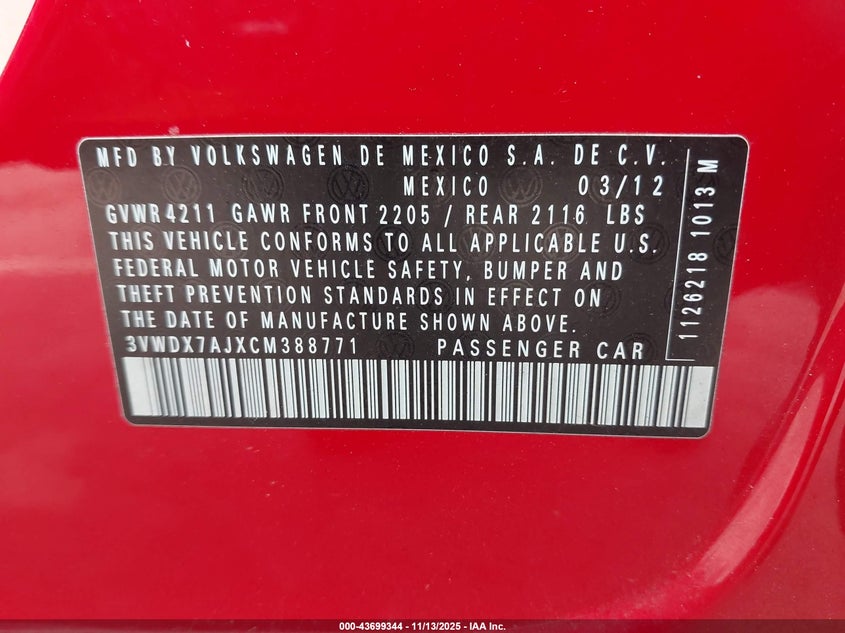 MFD BY VOLKSWAGEN DE MEXICO S.A. DE C.V.
MEXICO 03/12
GVWR 4211 GAWR FRONT 2205 / REAR 2116 LBS
THIS VEHICLE CONFORMS TO ALL APPLICABLE U.S.
FEDERAL MOTOR VEHICLE SAFETY, BUMPER AND
THEFT PREVENTION STANDARDS IN EFFECT ON
THE DATE OF MANUFACTURE SHOWN ABOVE.
3VWDX7AJXCM388771 PASSENGER CAR
1126218 1013 M
000-43699344 - 11/13/2025 - IAA Inc.